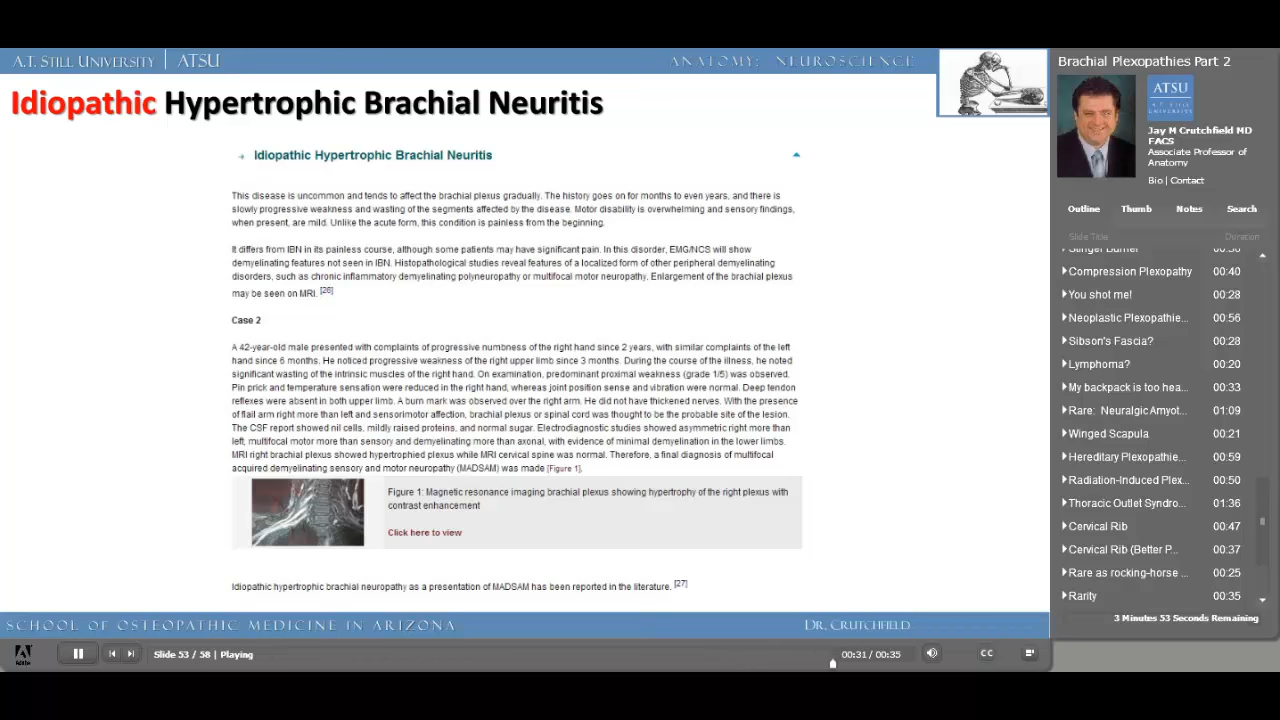 A.T. STILL UNIVERSITY | ATSU
ANATOMY: NEUROSCIENCE
Idiopathic Hypertrophic Brachial Neuritis
Idiopathic Hypertrophic Brachial Neuritis
This disease is uncommon and tends to affect the brachial plexus gradually. The history goes on for months to even years, and there is
slowly progressive weakness and wasting of the segments affected by the disease. Motor disability is overwhelming and sensory findings,
when present, are mild. Unlike the acute form, this condition is painless from the beginning.
It differs from IBN in its painless course, although some patients may have significant pain. In this disorder, EMG/NCS will show
demyelinating features not seen in IBN. Histopathological studies reveal features of a localized form of other peripheral demyelinating
disorders, such as chronic inflammatory demyelinating polyneuropathy or multifocal motor neuropathy. Enlargement of the brachial plexus
may be seen on MRI. [26]
Case 2
A 42-year-old male presented with complaints of progressive numbness of the right hand since 2 years, with similar complaints of the left
hand since 6 months. He noticed progressive weakness of the right upper limb since 3 months. During the course of the illness, he noted
significant wasting of the intrinsic muscles of the right hand. On examination, predominant proximal weakness (grade 1/5) was observed.
Pin prick and temperature sensation were reduced in the right hand, whereas joint position sense and vibration were normal. Deep tendon
reflexes were absent in both upper limb. A burn mark was observed over the right arm. He did not have thickened nerves. With the presence
of flail arm right more than left and sensorimotor affection, brachial plexus or spinal cord was thought to be the probable site of the lesion.
The CSF report showed nil cells, mildly raised proteins, and normal sugar. Electrodiagnostic studies showed asymmetric right more than
left, multifocal motor more than sensory and demyelinating more than axonal, with evidence of minimal demyelination in the lower limbs.
MRI right brachial plexus showed hypertrophied plexus while MRI cervical spine was normal. Therefore, a final diagnosis of multifocal
acquired demyelinating sensory and motor neuropathy (MADSAM) was made [Figure 1].
Figure 1: Magnetic resonance imaging brachial plexus showing hypertrophy of the right plexus with
contrast enhancement
Click here to view
Idiopathic hypertrophic brachial neuropathy as a presentation of MADSAM has been reported in the literature. [27]
SCHOOL OF OSTEOPATHIC MEDICINE IN ARIZONA
DR. CRUTCHFIELD
Slide 53 / 58 | Playing
00:31 / 00:35
CC
Adobe
Brachial Plexopathies Part 2
ATSU
A.T. STILL
UNIVERSITY
Jay M Crutchfield MD
FACS
Associate Professor of
Anatomy
Bio | Contact
Outline Thumb Notes Search
Slide Title Duration
Stinger Burner 00:30
Compression Plexopathy 00:40
You shot me! 00:28
Neoplastic Plexopathie... 00:56
Sibson's Fascia? 00:28
Lymphoma? 00:20
My backpack is too hea... 00:33
Rare: Neuralgic Amyot... 01:09
Winged Scapula 00:21
Hereditary Plexopathie... 00:59
Radiation-Induced Plex... 00:50
Thoracic Outlet Syndro... 01:36
Cervical Rib 00:47
Cervical Rib (Better P... 00:37
Rare as rocking-horse ... 00:25
Rarity 00:35
3 Minutes 53 Seconds Remaining